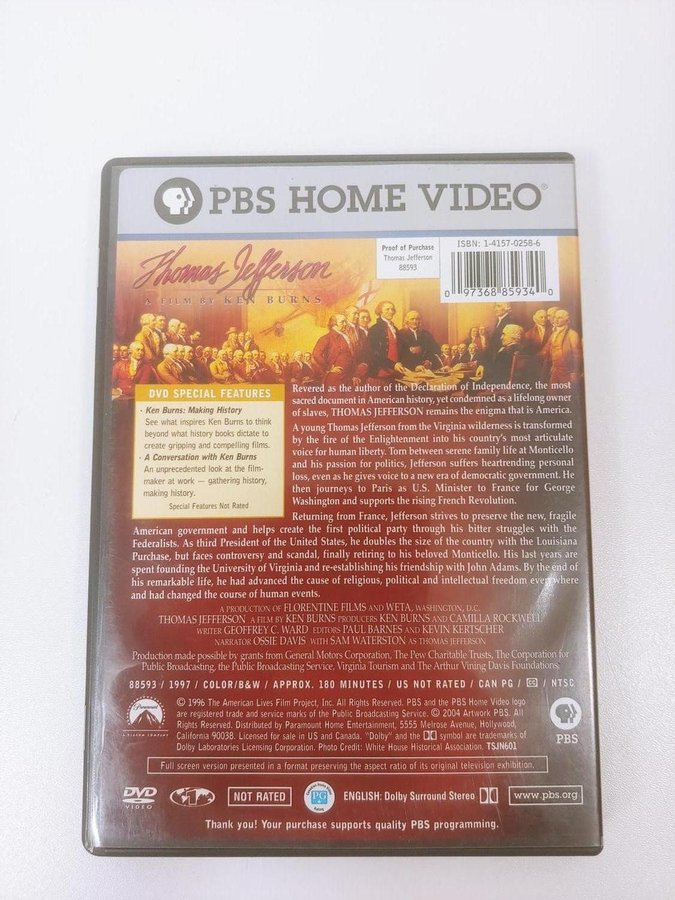 PBS HOME VIDEO®
Thomas Jefferson
A FILM BY KEN BURNS
Proof of Purchase
Thomas Jefferson
88593
ISBN: 1-4157-0258-6
0 97368 85934 0
DVD SPECIAL FEATURES
· Ken Burns: Making History
See what inspires Ken Burns to think
beyond what history books dictate to
create gripping and compelling films.
· A Conversation with Ken Burns
An unprecedented look at the film-
maker at work — gathering history,
making history.
Special Features Not Rated
Revered as the author of the Declaration of Independence, the most
sacred document in American history, yet condemned as a lifelong owner
of slaves, THOMAS JEFFERSON remains the enigma that is America.
A young Thomas Jefferson from the Virginia wilderness is transformed
by the fire of the Enlightenment into his country's most articulate
voice for human liberty. Torn between serene family life at Monticello
and his passion for politics, Jefferson suffers heartrending personal
loss, even as he gives voice to a new era of democratic government. He
then journeys to Paris as U.S. Minister to France for George
Washington and supports the rising French Revolution.
Returning from France, Jefferson strives to preserve the new, fragile
American government and helps create the first political party through his bitter struggles with the
Federalists. As third President of the United States, he doubles the size of the country with the Louisiana
Purchase, but faces controversy and scandal, finally retiring to his beloved Monticello. His last years are
spent founding the University of Virginia and re-establishing his friendship with John Adams. By the end
of his remarkable life, he had advanced the cause of religious, political and intellectual freedom everywhere
and had changed the course of human events.
A PRODUCTION OF FLORENTINE FILMS AND WETA, WASHINGTON, D.C.
THOMAS JEFFERSON A FILM BY KEN BURNS PRODUCERS KEN BURNS AND CAMILLA ROCKWELL
WRITER GEOFFREY C. WARD EDITORS PAUL BARNES AND KEVIN KERTSCHER
NARRATOR OSSIE DAVIS WITH SAM WATERSTON AS THOMAS JEFFERSON
Production made possible by grants from General Motors Corporation, The Pew Charitable Trusts, The Corporation for
Public Broadcasting, the Public Broadcasting Service, Virginia Tourism and The Arthur Vining Davis Foundations.
88593 / 1997 / COLOR/B&W / APPROX. 180 MINUTES / US NOT RATED / CAN PG / CC / NTSC
Paramount
© 1996 The American Lives Film Project, Inc. All Rights Reserved. PBS and the PBS Home Video logo
are registered trade and service marks of the Public Broadcasting Service. © 2004 Artwork PBS. All
Rights Reserved. Distributed by Paramount Home Entertainment, 5555 Melrose Avenue, Hollywood,
California 90038. Licensed for sale in US and Canada. "Dolby" and the DD symbol are trademarks of
Dolby Laboratories Licensing Corporation. Photo Credit: White House Historical Association. TSJN601
PBS
Full screen version presented in a format preserving the aspect ratio of its original television exhibition.
DVD
VIDEO
1
NOT RATED
PG
ENGLISH: Dolby Surround Stereo
www.pbs.org
Thank you! Your purchase supports quality PBS programming.